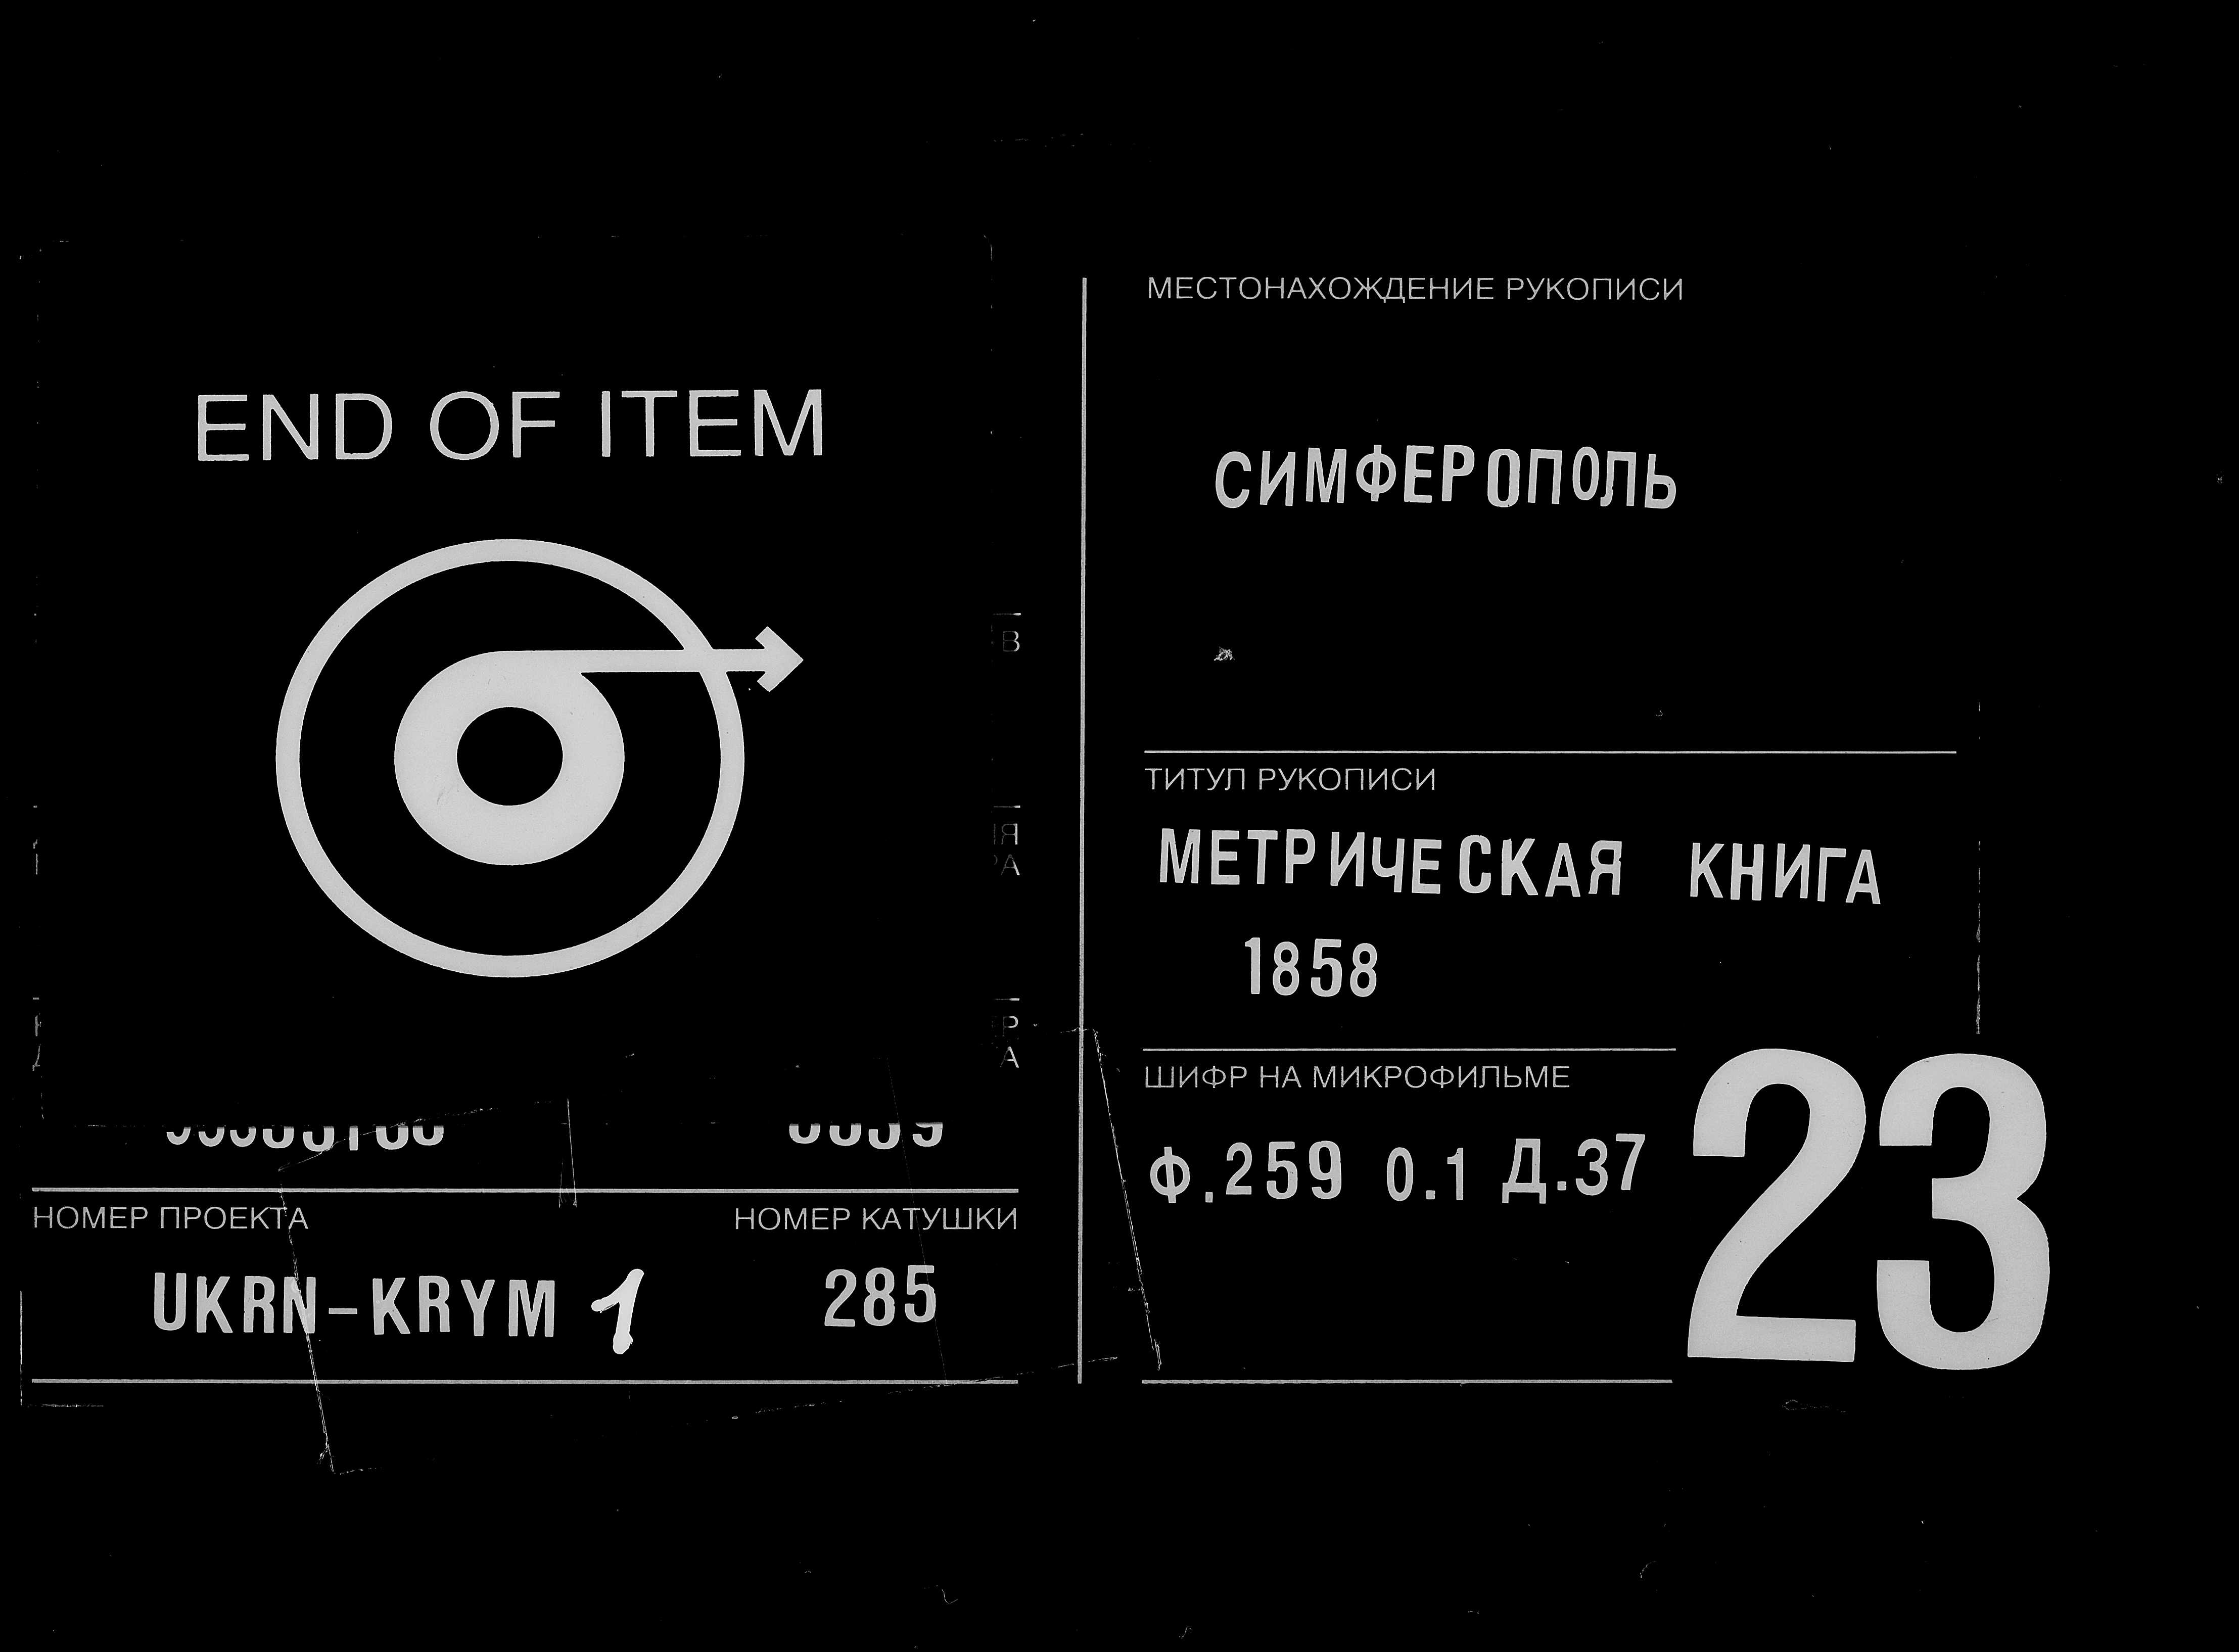 END OF ITEM
НОМЕР ПРОЕКТА
НОМЕР КАТУШКИ
UKRN-KRYM 1
285
МЕСТОНАХОЖДЕНИЕ РУКОПИСИ
СИМФЕРОПОЛЬ
ТИТУЛ РУКОПИСИ
МЕТРИЧЕСКАЯ КНИГА
1858
ШИФР НА МИКРОФИЛЬМЕ
Ф.259 О.1 Д.37
23